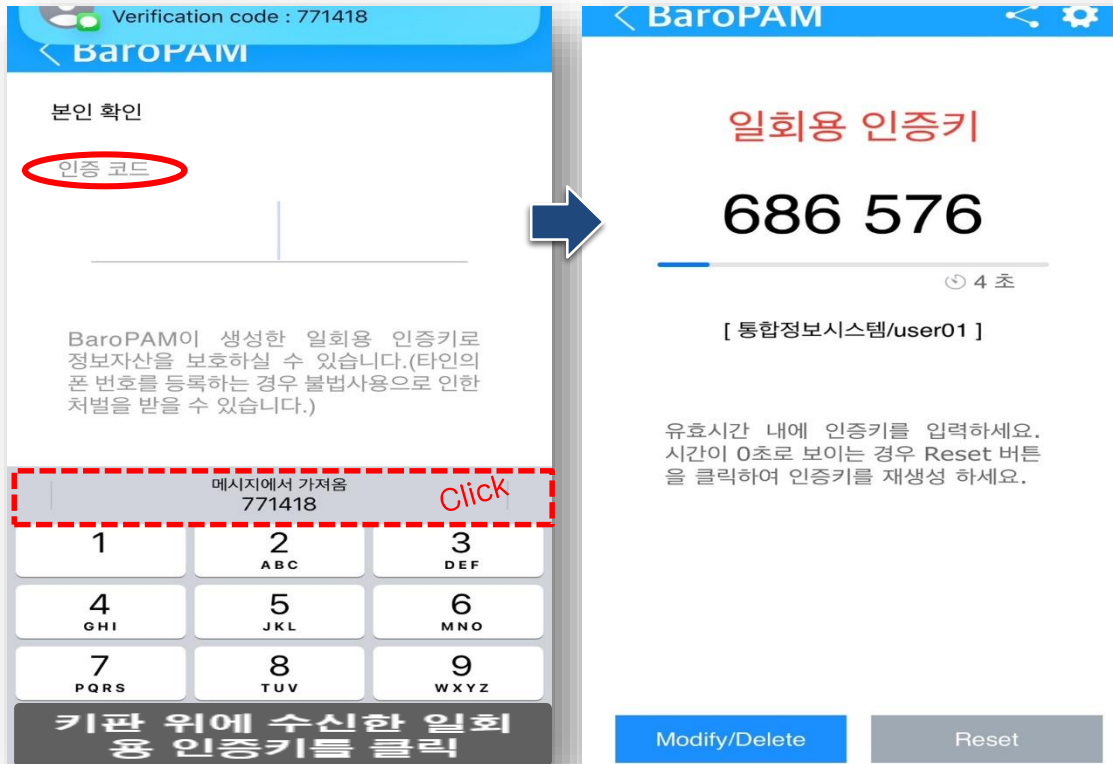 Verification code : 771418
< BaroPAM
본인 확인
인증 코드
BaroPAM이 생성한 일회용 인증키로
정보자산을 보호하실 수 있습니다.(타인의
폰 번호를 등록하는 경우 불법사용으로 인한
처벌을 받을 수 있습니다.)
메시지에서 가져옴
771418
Click
1
2
ABC
3
DEF
4
GHI
5
JKL
6
MNO
7
PQRS
8
TUV
9
WXYZ
키판 위에 수신한 일회
용 인증키를 클릭
< BaroPAM
일회용 인증키
686 576
4 초
[ 통합정보시스템/user01 ]
유효시간 내에 인증키를 입력하세요.
시간이 0초로 보이는 경우 Reset 버튼
을 클릭하여 인증키를 재생성 하세요.
Modify/Delete
Reset